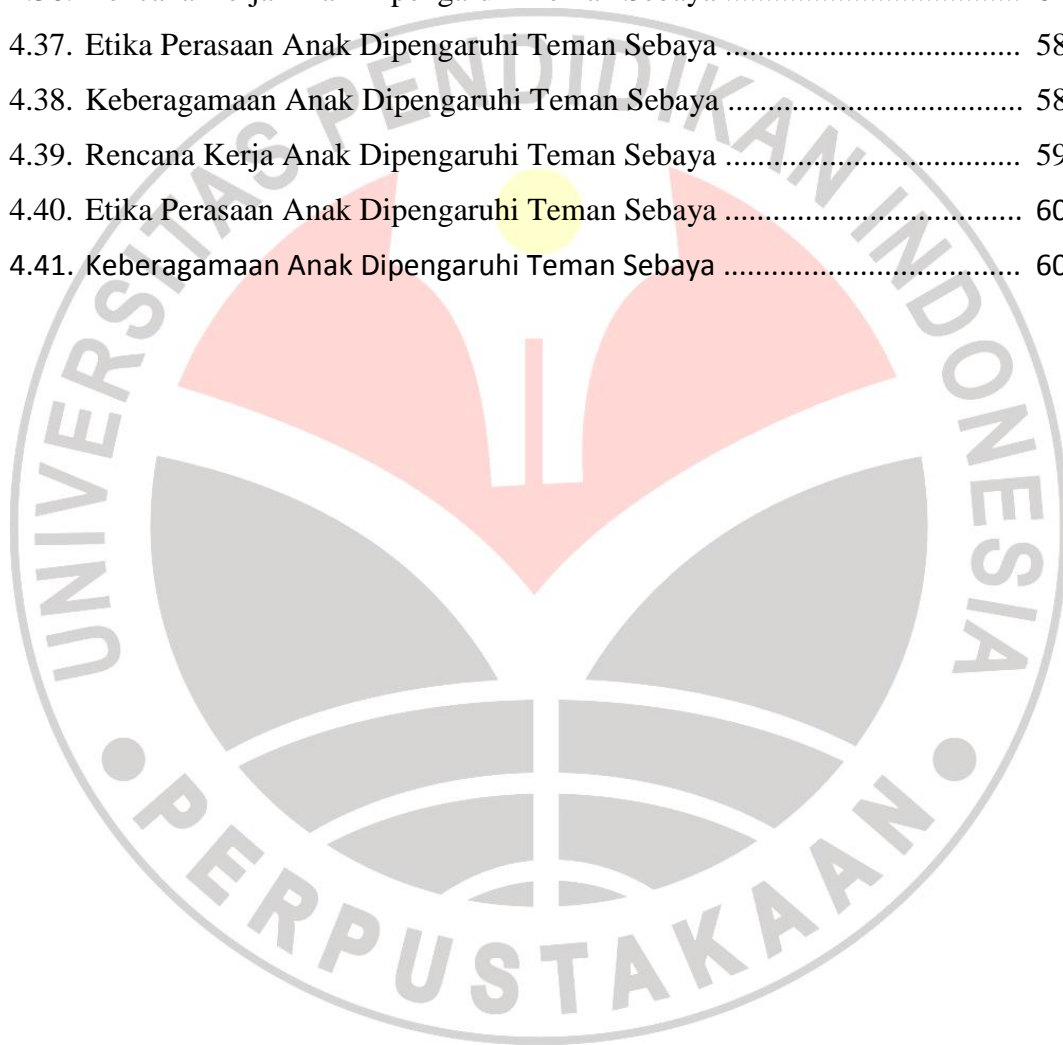 4.37. Etika Perasaan Anak Dipengaruhi Teman Sebaya .................................... 58
4.38. Keberagamaan Anak Dipengaruhi Teman Sebaya .................................... 58
4.39. Rencana Kerja Anak Dipengaruhi Teman Sebaya .................................... 59
4.40. Etika Perasaan Anak Dipengaruhi Teman Sebaya .................................... 60
4.41. Keberagamaan Anak Dipengaruhi Teman Sebaya .................................... 60
UNIVERSITAS PENDIDIKAN INDONESIA
PERPUSTAKAAN